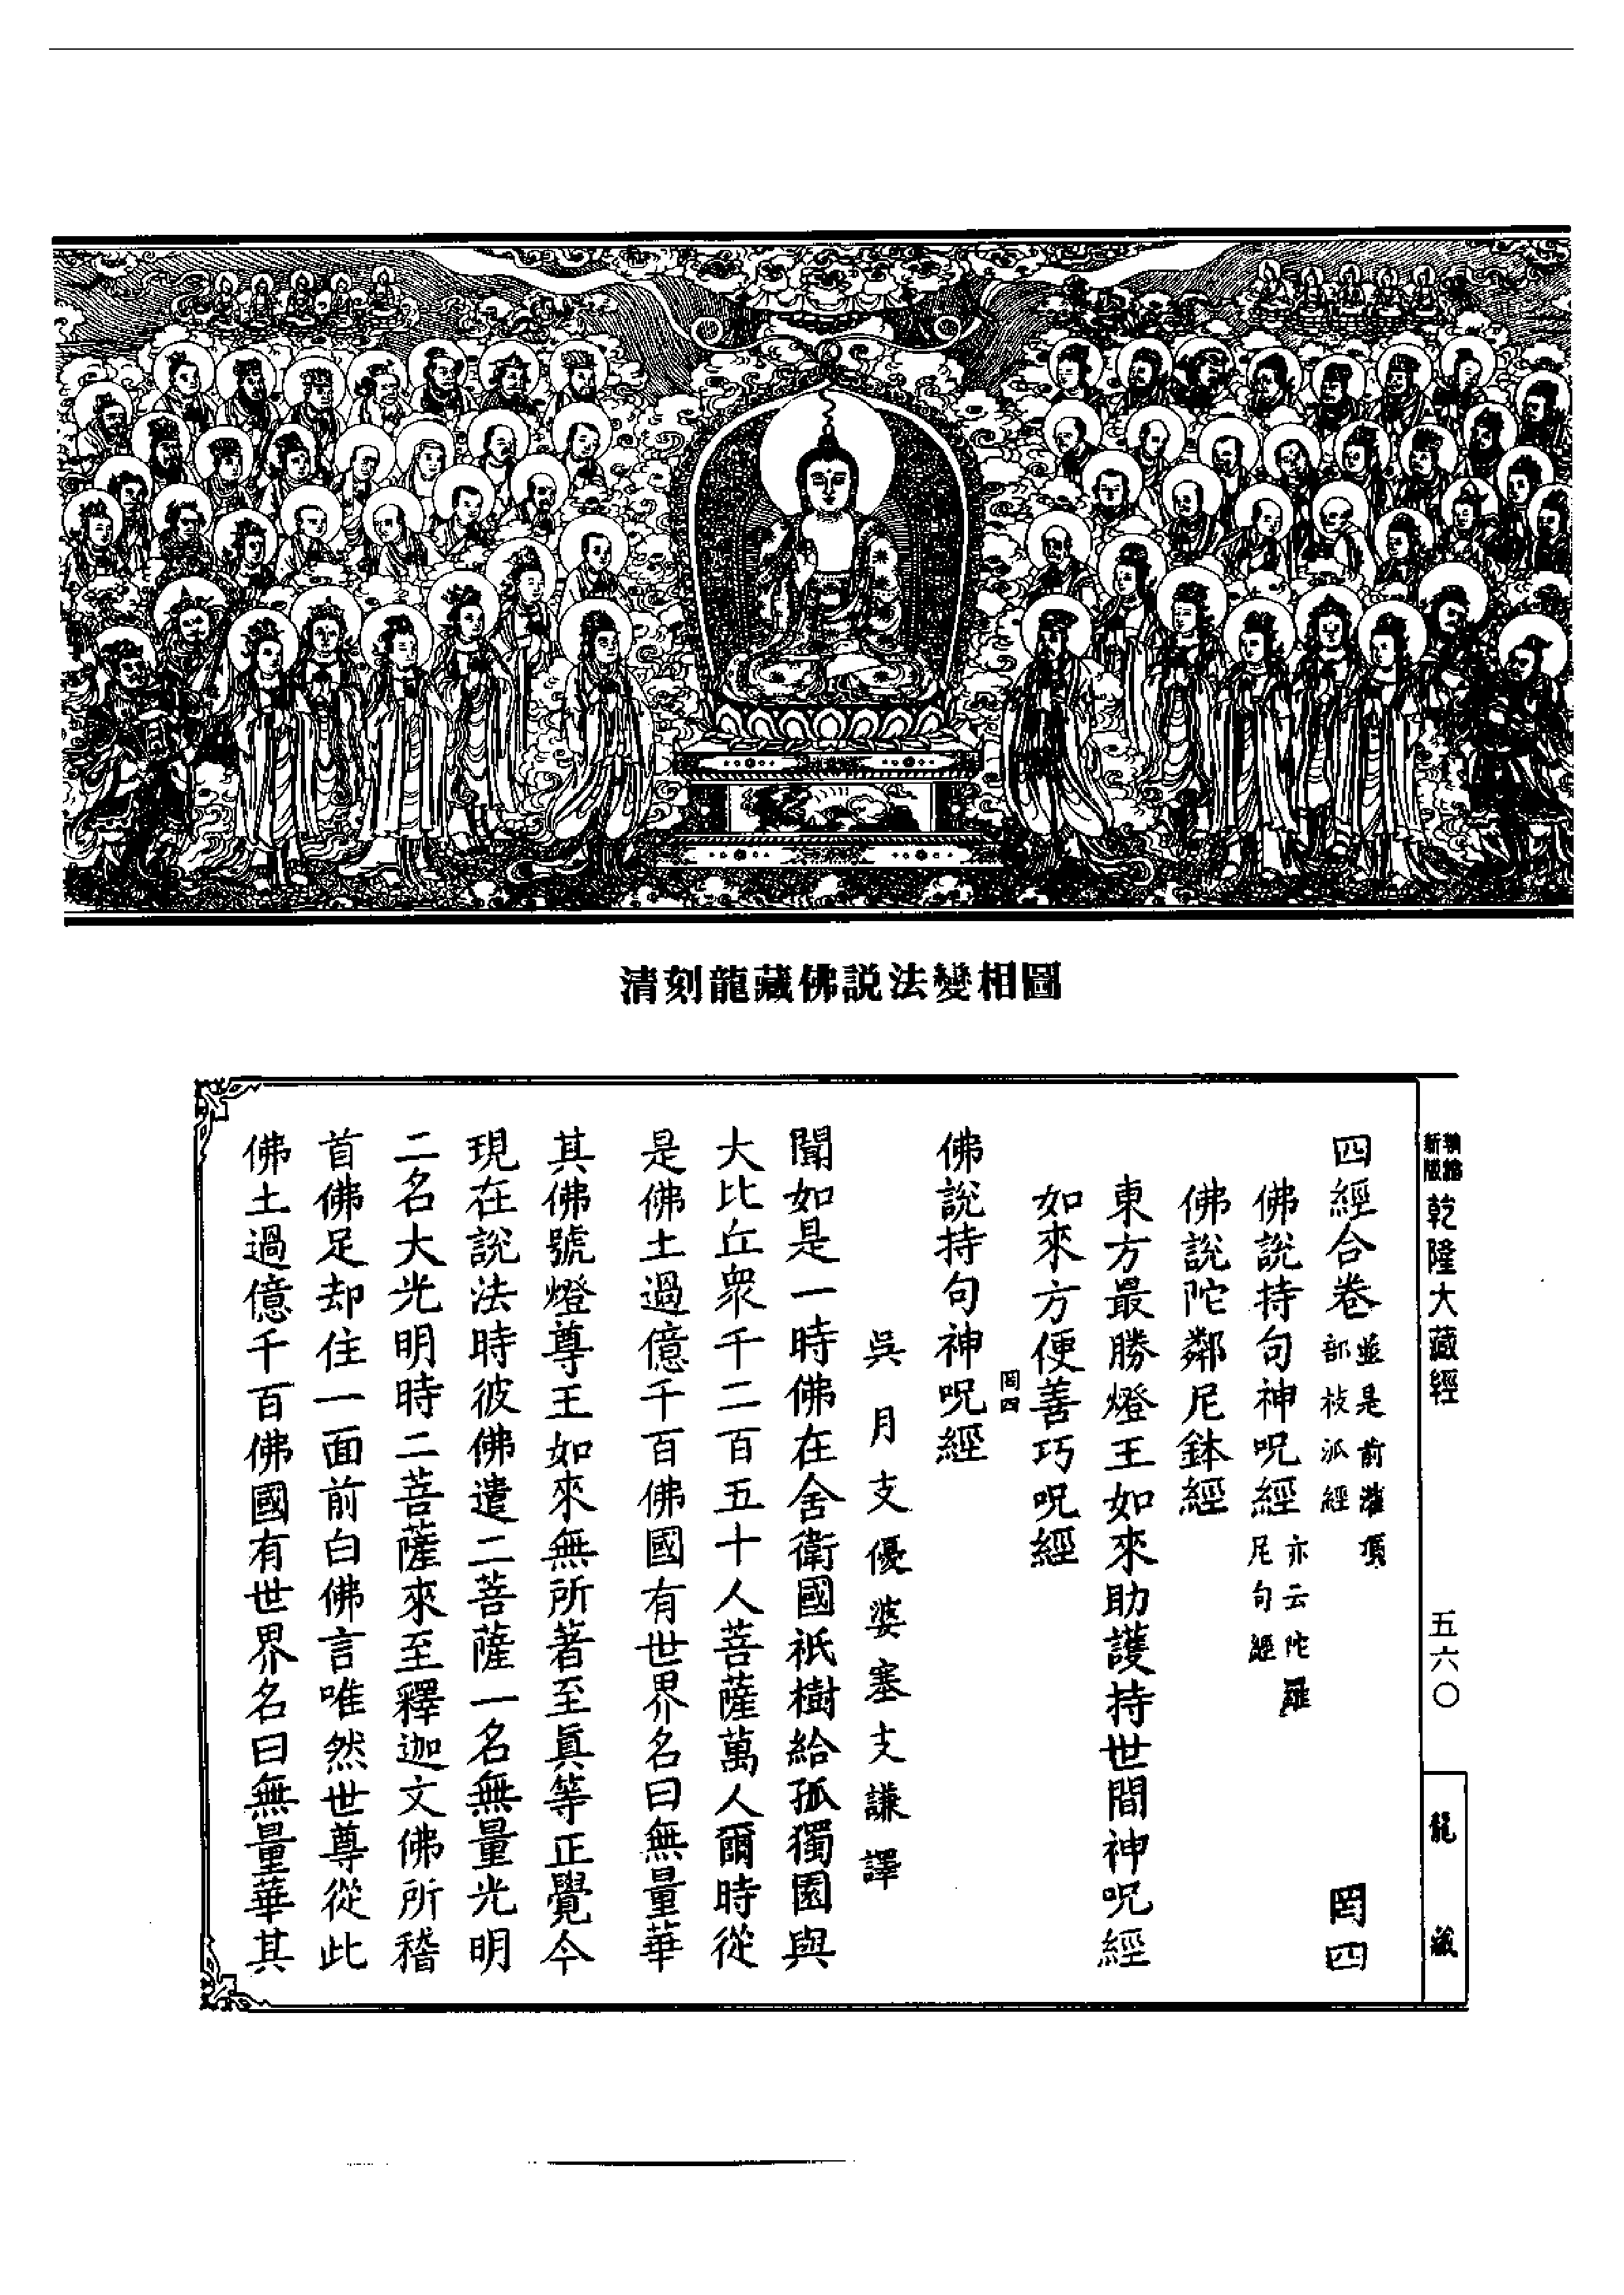 清刻龍藏佛説法變相圖
新版
乾隆大藏經
五六〇
龍藏
四經合卷 並是前灌頂部枝派經 罔四
佛說持句神呪經 亦云陀羅尼句經
佛說陀鄰尼鉢經
東方最勝燈王如來助護持世間神呪經
如來方便善巧呪經
罔四
佛說持句神呪經
吳月支優婆塞支謙譯
聞如是一時佛在舍衛國祇樹給孤獨園與
大比丘衆千二百五十人菩薩萬人爾時從
是佛土過億千百佛國有世界名曰無量華
其佛號燈尊王如來無所著至眞等正覺今
現在說法時彼佛遣二菩薩一名無量光明
二名大光明時二菩薩來至釋迦文佛所稽
首佛足却住一面前白佛言唯然世尊從此
佛土過億千百佛國有世界名曰無量華其